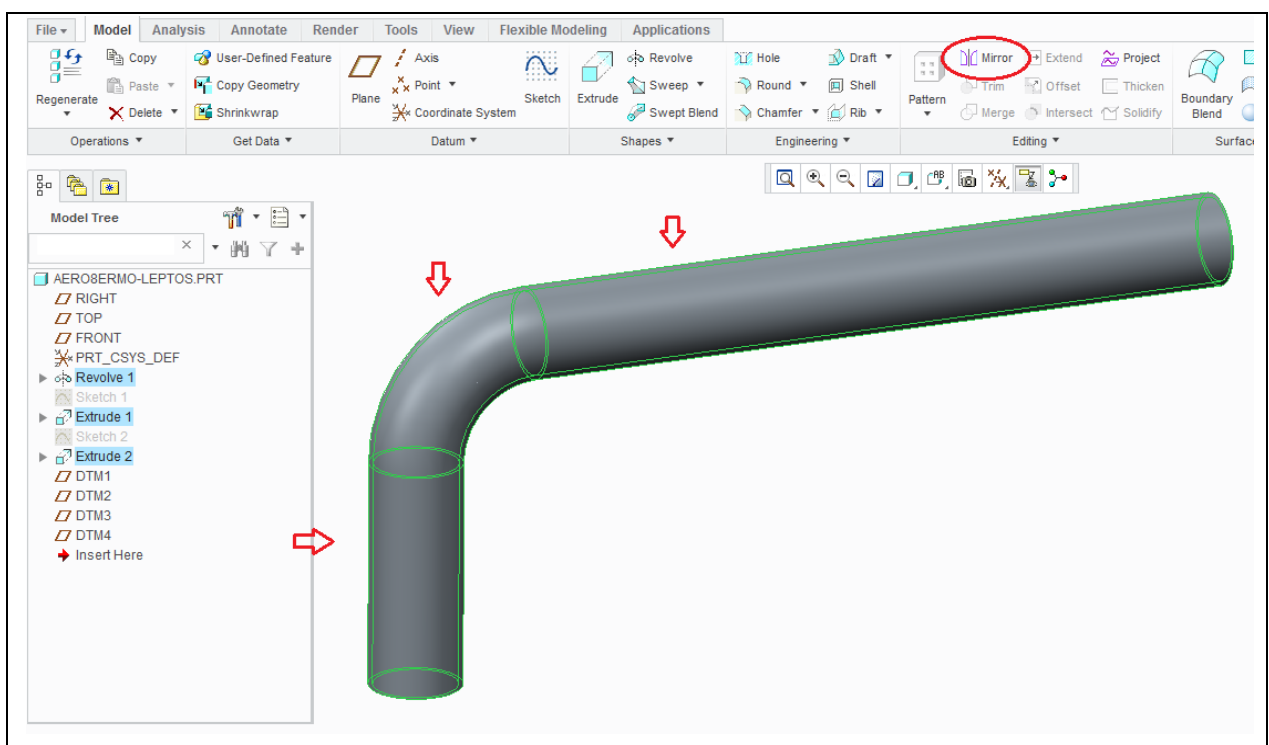 File Model Analysis Annotate Render Tools View Flexible Modeling Applications
Copy User-Defined Feature Axis Revolve Hole Draft Mirror Extend Project
Regenerate Paste Copy Geometry Plane Point Sketch Extrude Sweep Round Shell Pattern Trim Offset Thicken Boundary Blend
Delete Shrinkwrap Coordinate System Swept Blend Chamfer Rib Merge Intersect Solidify
Operations Get Data Datum Shapes Engineering Editing Surfac
Model Tree
AERO8ERMO-LEPTOS.PRT
RIGHT
TOP
FRONT
PRT_CSYS_DEF
Revolve 1
Sketch 1
Extrude 1
Sketch 2
Extrude 2
DTM1
DTM2
DTM3
DTM4
Insert Here